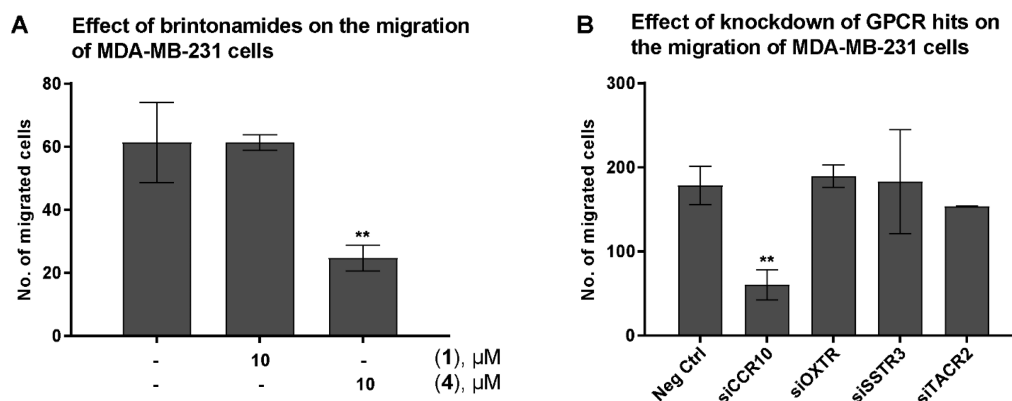 A Effect of brintonamides on the migration
of MDA-MB-231 cells
No. of migrated cells
80
60
40
20
0
**
- 10 - (1), µM
- - 10 (4), µM
B Effect of knockdown of GPCR hits on
the migration of MDA-MB-231 cells
No. of migrated cells
300
200
100
0
**
Neg Ctrl
siCCR10
siOXTR
siSSTR3
siTACR2